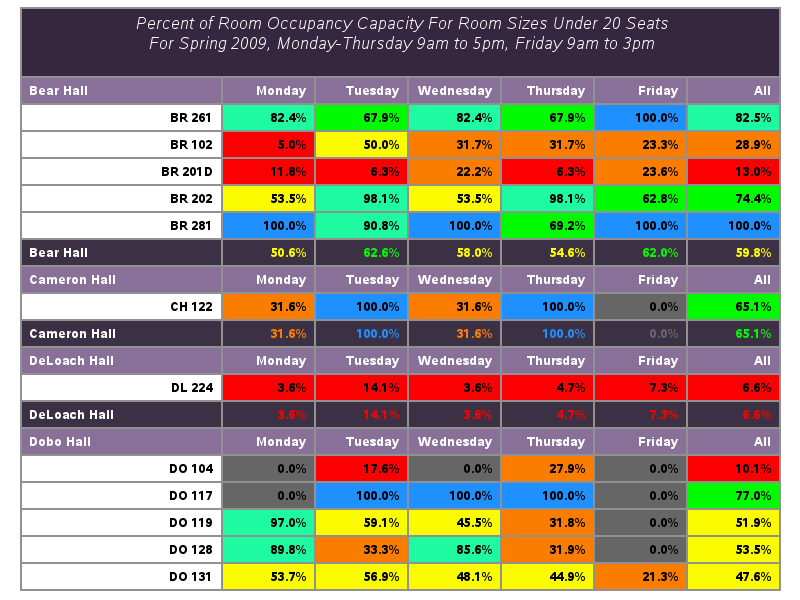 Percent of Room Occupancy Capacity For Room Sizes Under 20 Seats
For Spring 2009, Monday-Thursday 9am to 5pm, Friday 9am to 3pm
Bear Hall Monday Tuesday Wednesday Thursday Friday All
BR 261 82.4% 67.9% 82.4% 67.9% 100.0% 82.5%
BR 102 5.0% 50.0% 31.7% 31.7% 23.3% 28.9%
BR 201D 11.8% 6.3% 22.2% 6.3% 23.6% 13.0%
BR 202 53.5% 98.1% 53.5% 98.1% 62.8% 74.4%
BR 281 100.0% 90.8% 100.0% 69.2% 100.0% 100.0%
Bear Hall 50.6% 62.6% 58.0% 54.6% 62.0% 59.8%
Cameron Hall Monday Tuesday Wednesday Thursday Friday All
CH 122 31.6% 100.0% 31.6% 100.0% 0.0% 65.1%
Cameron Hall 31.6% 100.0% 31.6% 100.0% 0.0% 65.1%
DeLoach Hall Monday Tuesday Wednesday Thursday Friday All
DL 224 3.6% 14.1% 3.6% 4.7% 7.3% 6.6%
DeLoach Hall 3.6% 14.1% 3.6% 4.7% 7.3% 6.6%
Dobo Hall Monday Tuesday Wednesday Thursday Friday All
DO 104 0.0% 17.6% 0.0% 27.9% 0.0% 10.1%
DO 117 0.0% 100.0% 100.0% 100.0% 0.0% 77.0%
DO 119 97.0% 59.1% 45.5% 31.8% 0.0% 51.9%
DO 128 89.8% 33.3% 85.6% 31.9% 0.0% 53.5%
DO 131 53.7% 56.9% 48.1% 44.9% 21.3% 47.6%